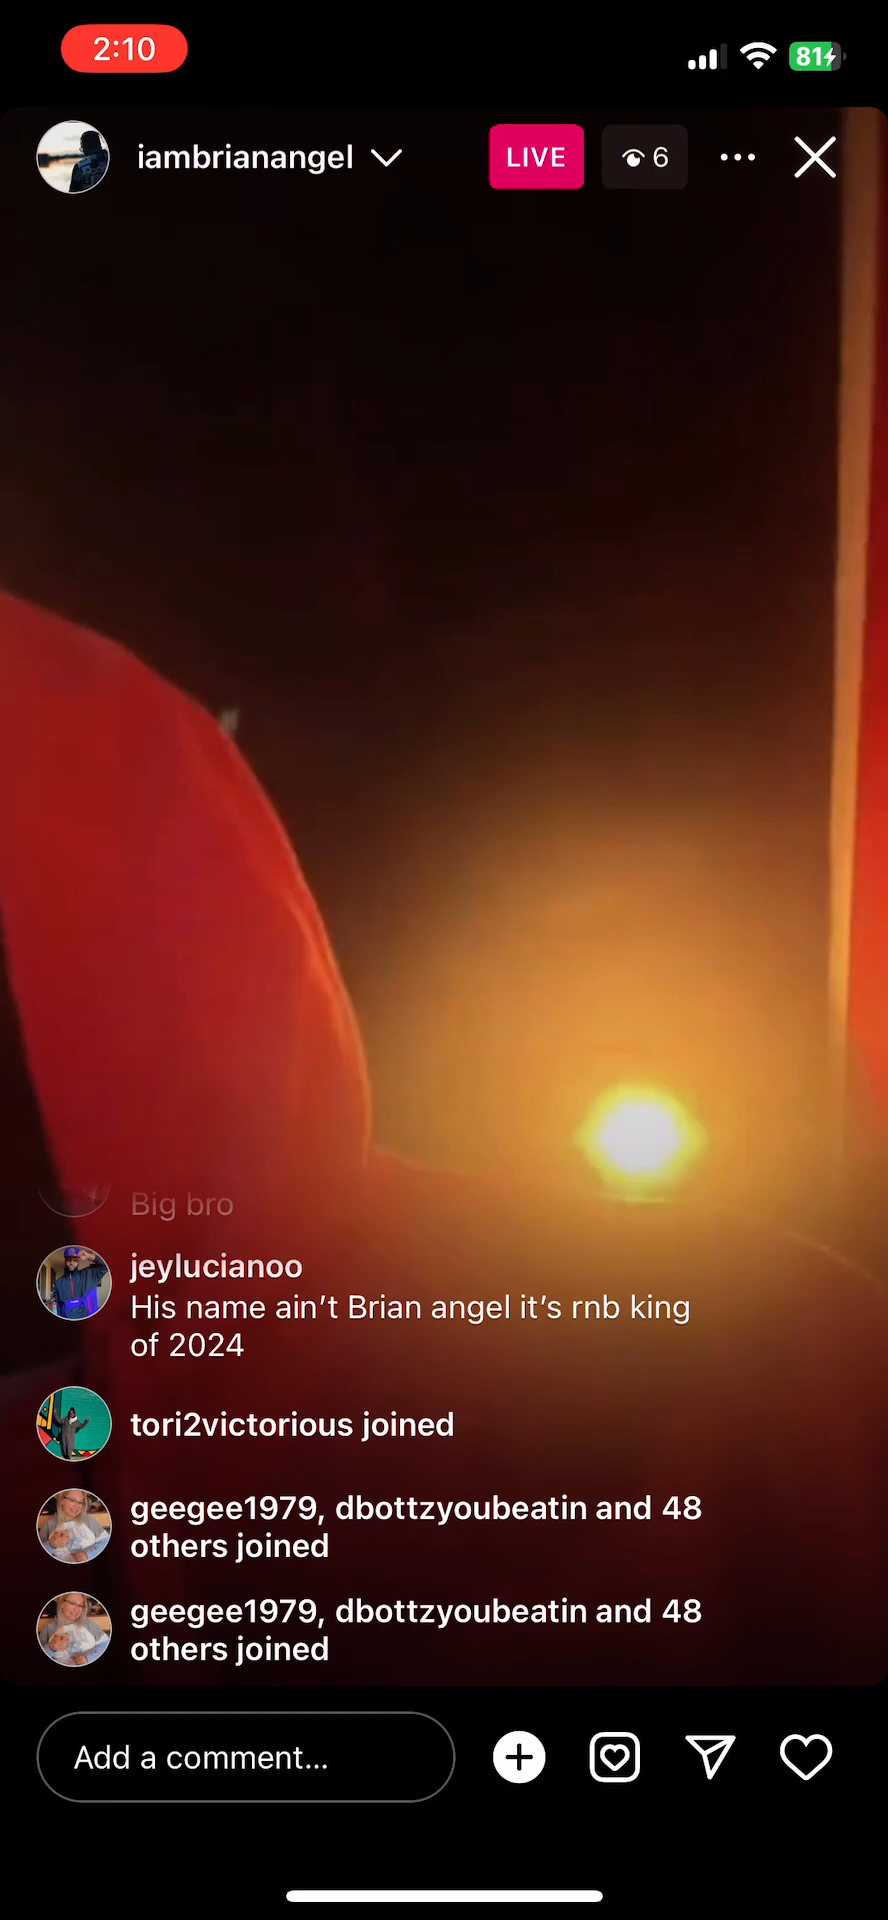 2:10
81
iambrianangel
LIVE
6
Big bro
jeylucianoo
His name ain’t Brian angel it’s rnb king
of 2024
tori2victorious joined
geegee1979, dbottzyoubeatin and 48
others joined
geegee1979, dbottzyoubeatin and 48
others joined
Add a comment...